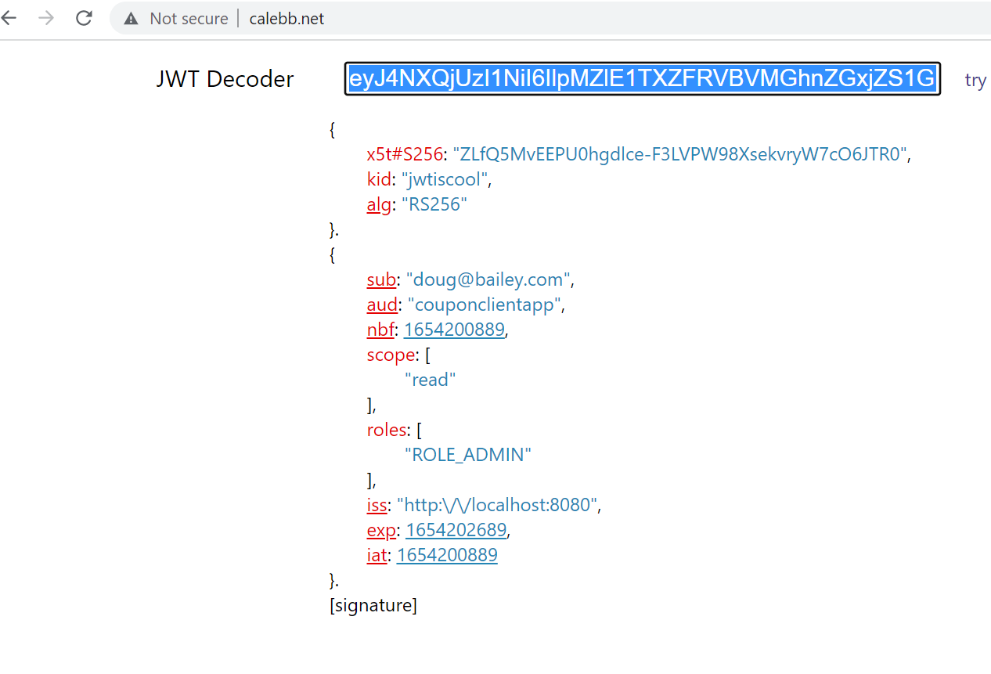 Not secure | calebb.net
JWT Decoder eyJ4NXQjUzI1NiI6IlpMZlE1TXZFRVBVMGhnZGxjZS1G try
{
x5t#S256: "ZLfQ5MvEEPU0hgdlce-F3LVPW98XsekvryW7cO6JTR0",
kid: "jwtiscool",
alg: "RS256"
}.
{
sub: "doug@bailey.com",
aud: "couponclientapp",
nbf: 1654200889,
scope: [
"read"
],
roles: [
"ROLE_ADMIN"
],
iss: "http:\/\/localhost:8080",
exp: 1654202689,
iat: 1654200889
}.
[signature]